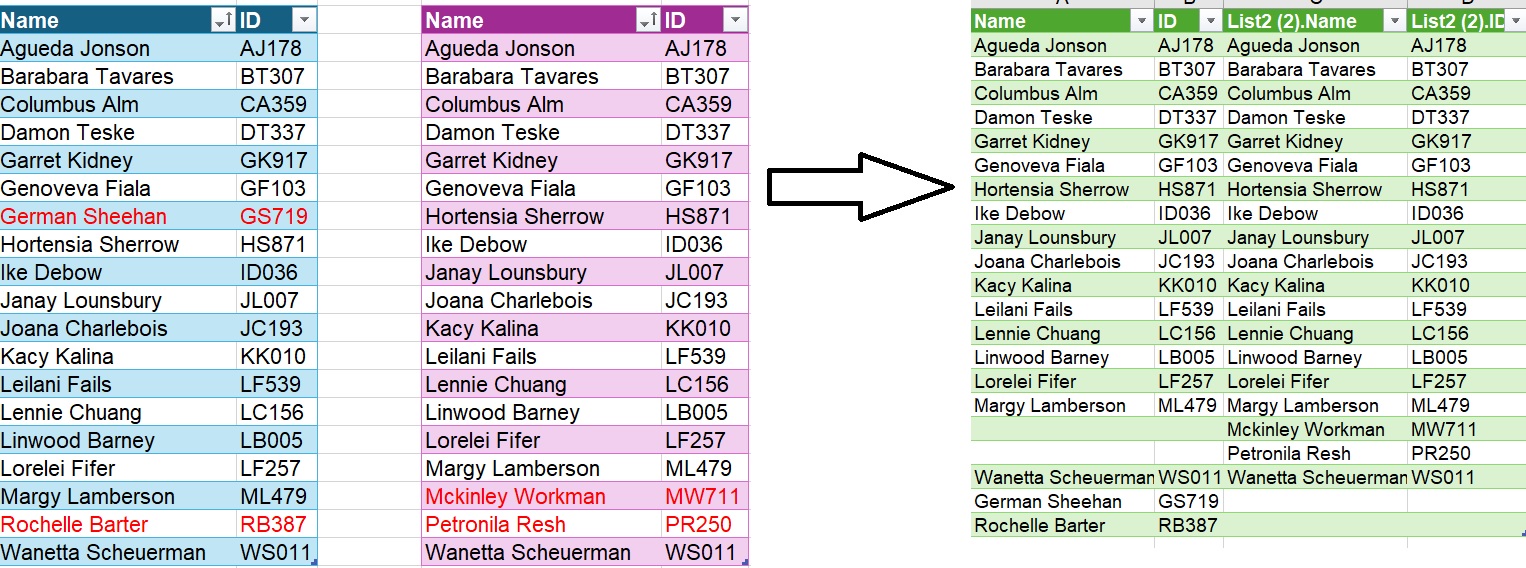 Name ID
Agueda Jonson AJ178
Barabara Tavares BT307
Columbus Alm CA359
Damon Teske DT337
Garret Kidney GK917
Genoveva Fiala GF103
German Sheehan GS719
Hortensia Sherrow HS871
Ike Debow ID036
Janay Lounsbury JL007
Joana Charlebois JC193
Kacy Kalina KK010
Leilani Fails LF539
Lennie Chuang LC156
Linwood Barney LB005
Lorelei Fifer LF257
Margy Lamberson ML479
Rochelle Barter RB387
Wanetta Scheuerman WS011
Name ID
Agueda Jonson AJ178
Barabara Tavares BT307
Columbus Alm CA359
Damon Teske DT337
Garret Kidney GK917
Genoveva Fiala GF103
Hortensia Sherrow HS871
Ike Debow ID036
Janay Lounsbury JL007
Joana Charlebois JC193
Kacy Kalina KK010
Leilani Fails LF539
Lennie Chuang LC156
Linwood Barney LB005
Lorelei Fifer LF257
Margy Lamberson ML479
Mckinley Workman MW711
Petronila Resh PR250
Wanetta Scheuerman WS011
Name ID List2 (2).Name List2 (2).ID
Agueda Jonson AJ178 Agueda Jonson AJ178
Barabara Tavares BT307 Barabara Tavares BT307
Columbus Alm CA359 Columbus Alm CA359
Damon Teske DT337 Damon Teske DT337
Garret Kidney GK917 Garret Kidney GK917
Genoveva Fiala GF103 Genoveva Fiala GF103
Hortensia Sherrow HS871 Hortensia Sherrow HS871
Ike Debow ID036 Ike Debow ID036
Janay Lounsbury JL007 Janay Lounsbury JL007
Joana Charlebois JC193 Joana Charlebois JC193
Kacy Kalina KK010 Kacy Kalina KK010
Leilani Fails LF539 Leilani Fails LF539
Lennie Chuang LC156 Lennie Chuang LC156
Linwood Barney LB005 Linwood Barney LB005
Lorelei Fifer LF257 Lorelei Fifer LF257
Margy Lamberson ML479 Margy Lamberson ML479
Mckinley Workman MW711
Petronila Resh PR250
Wanetta Scheuerman WS011 Wanetta Scheuerman WS011
German Sheehan GS719
Rochelle Barter RB387